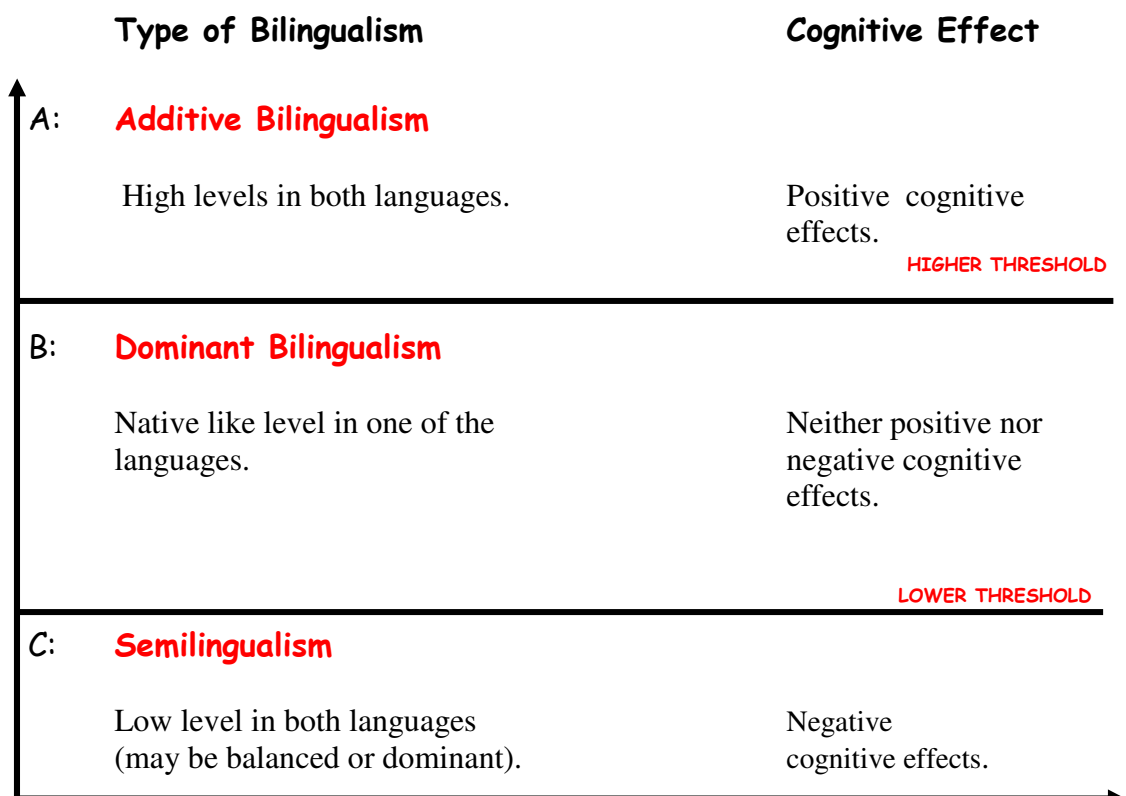 Type of Bilingualism Cognitive Effect
A: Additive Bilingualism
High levels in both languages. Positive cognitive
effects.
HIGHER THRESHOLD
B: Dominant Bilingualism
Native like level in one of the Neither positive nor
languages. negative cognitive
effects.
LOWER THRESHOLD
C: Semilingualism
Low level in both languages Negative
(may be balanced or dominant). cognitive effects.